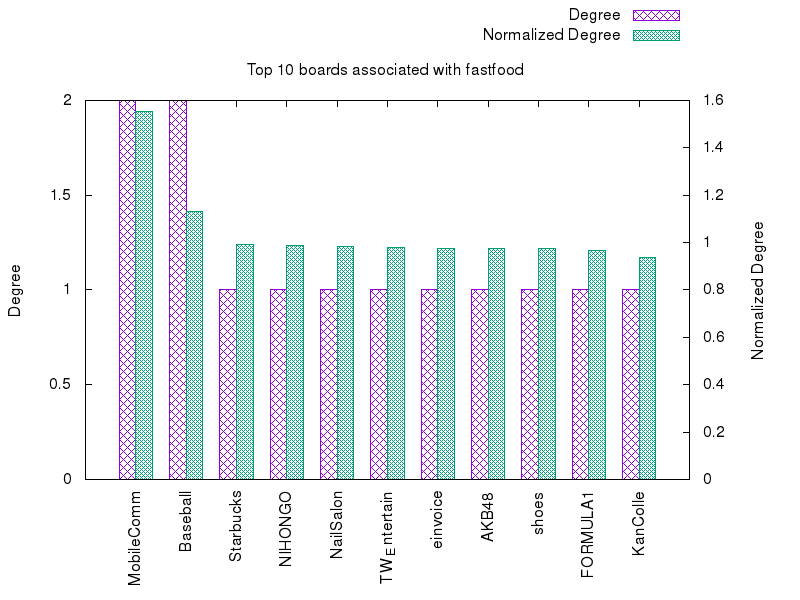 Degree
Normalized Degree
Top 10 boards associated with fastfood
2
1.5
1
0.5
0
Degree
1.6
1.4
1.2
1
0.8
0.6
0.4
0.2
0
Normalized Degree
MobileComm
Baseball
Starbucks
NIHONGO
NailSalon
TWEntertain
einvoice
AKB48
shoes
FORMULA1
KanColle